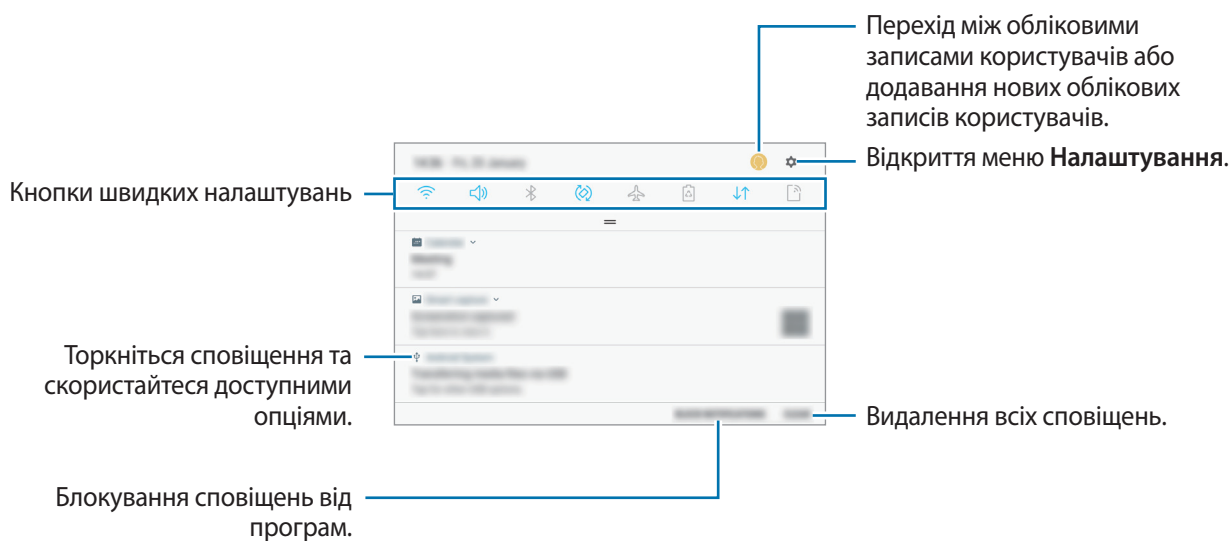 Перехід між обліковими
записами користувачів або
додавання нових облікових
записів користувачів.
Відкриття меню Налаштування.
Кнопки швидких налаштувань
Торкніться сповіщення та
скористайтеся доступними
опціями.
Видалення всіх сповіщень.
Блокування сповіщень від
програм.